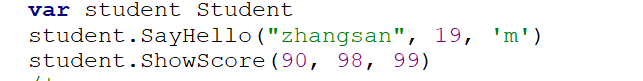 var student Student
student.SayHello("zhangsan", 19, 'm')
student.ShowScore(90, 98, 99)